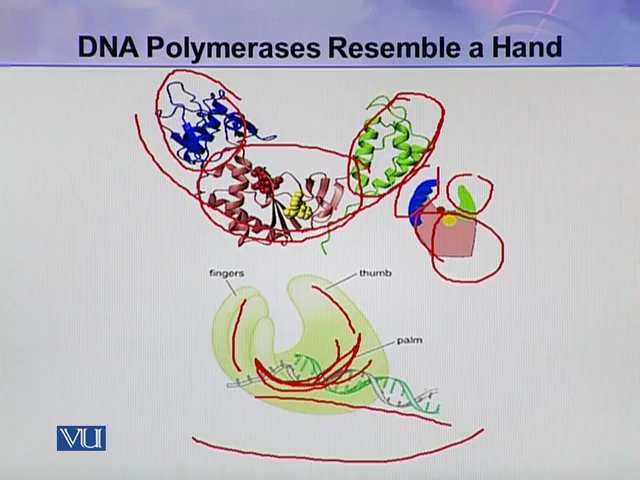 DNA Polymerases Resemble a Hand
fingers
thumb
palm
VU